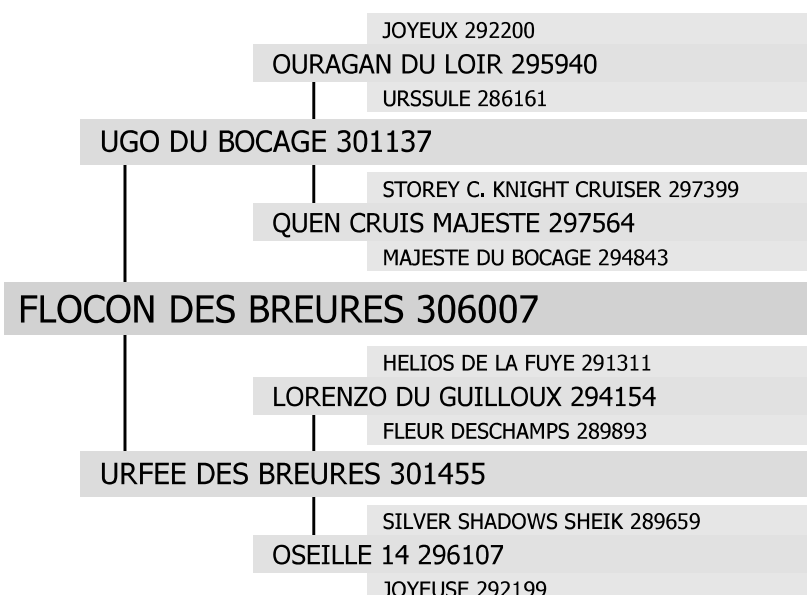 JOYEUX 292200
OURAGAN DU LOIR 295940
URSSULE 286161
UGO DU BOCAGE 301137
STOREY C. KNIGHT CRUISER 297399
QUEN CRUIS MAJESTE 297564
MAJESTE DU BOCAGE 294843
FLOCON DES BREURES 306007
HELIOS DE LA FUYE 291311
LORENZO DU GUILLOUX 294154
FLEUR DESCHAMPS 289893
URFEE DES BREURES 301455
SILVER SHADOWS SHEIK 289659
OSEILLE 14 296107
JOYEUSE 292199